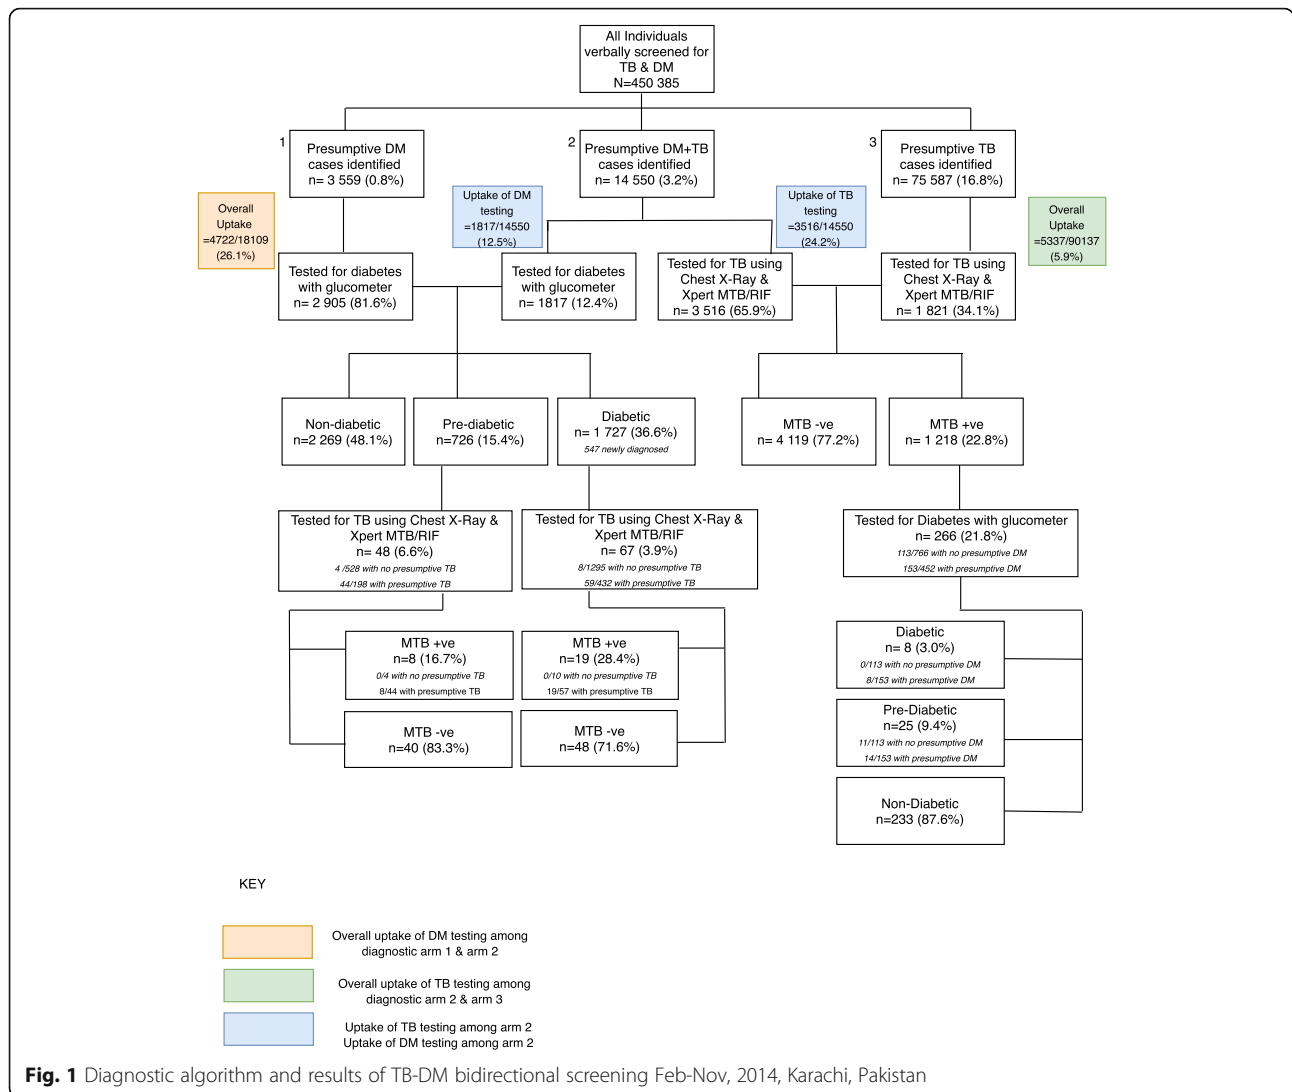 All Individuals
verbally screened for
TB & DM
N=450 385
1
Presumptive DM
cases identified
n= 3 559 (0.8%)
2
Presumptive DM+TB
cases identified
n= 14 550 (3.2%)
3
Presumptive TB
cases identified
n= 75 587 (16.8%)
Overall
Uptake
=4722/18109
(26.1%)
Uptake of DM
testing
=1817/14550
(12.5%)
Uptake of TB
testing
=3516/14550
(24.2%)
Overall
Uptake
=5337/90137
(5.9%)
Tested for diabetes
with glucometer
n= 2 905 (81.6%)
Tested for diabetes
with glucometer
n= 1817 (12.4%)
Tested for TB using
Chest X-Ray &
Xpert MTB/RIF
n= 3 516 (65.9%)
Tested for TB using
Chest X-Ray &
Xpert MTB/RIF
n= 1 821 (34.1%)
Non-diabetic
n=2 269 (48.1%)
Pre-diabetic
n=726 (15.4%)
Diabetic
n= 1 727 (36.6%)
547 newly diagnosed
MTB -ve
n= 4 119 (77.2%)
MTB +ve
n= 1 218 (22.8%)
Tested for TB using Chest X-Ray &
Xpert MTB/RIF
n= 48 (6.6%)
4 /528 with no presumptive TB
44/198 with presumptive TB
Tested for TB using Chest X-Ray &
Xpert MTB/RIF
n= 67 (3.9%)
8/1295 with no presumptive TB
59/432 with presumptive TB
Tested for Diabetes with glucometer
n= 266 (21.8%)
113/766 with no presumptive DM
153/452 with presumptive DM
MTB +ve
n=8 (16.7%)
0/4 with no presumptive TB
8/44 with presumptive TB
MTB +ve
n=19 (28.4%)
0/10 with no presumptive TB
19/57 with presumptive TB
MTB -ve
n=40 (83.3%)
MTB -ve
n=48 (71.6%)
Diabetic
n= 8 (3.0%)
0/113 with no presumptive DM
8/153 with presumptive DM
Pre-Diabetic
n=25 (9.4%)
11/113 with no presumptive DM
14/153 with presumptive DM
Non-Diabetic
n=233 (87.6%)
KEY
Overall uptake of DM testing among
diagnostic arm 1 & arm 2
Overall uptake of TB testing among
diagnostic arm 2 & arm 3
Uptake of TB testing among arm 2
Uptake of DM testing among arm 2
Fig. 1 Diagnostic algorithm and results of TB-DM bidirectional screening Feb-Nov, 2014, Karachi, Pakistan